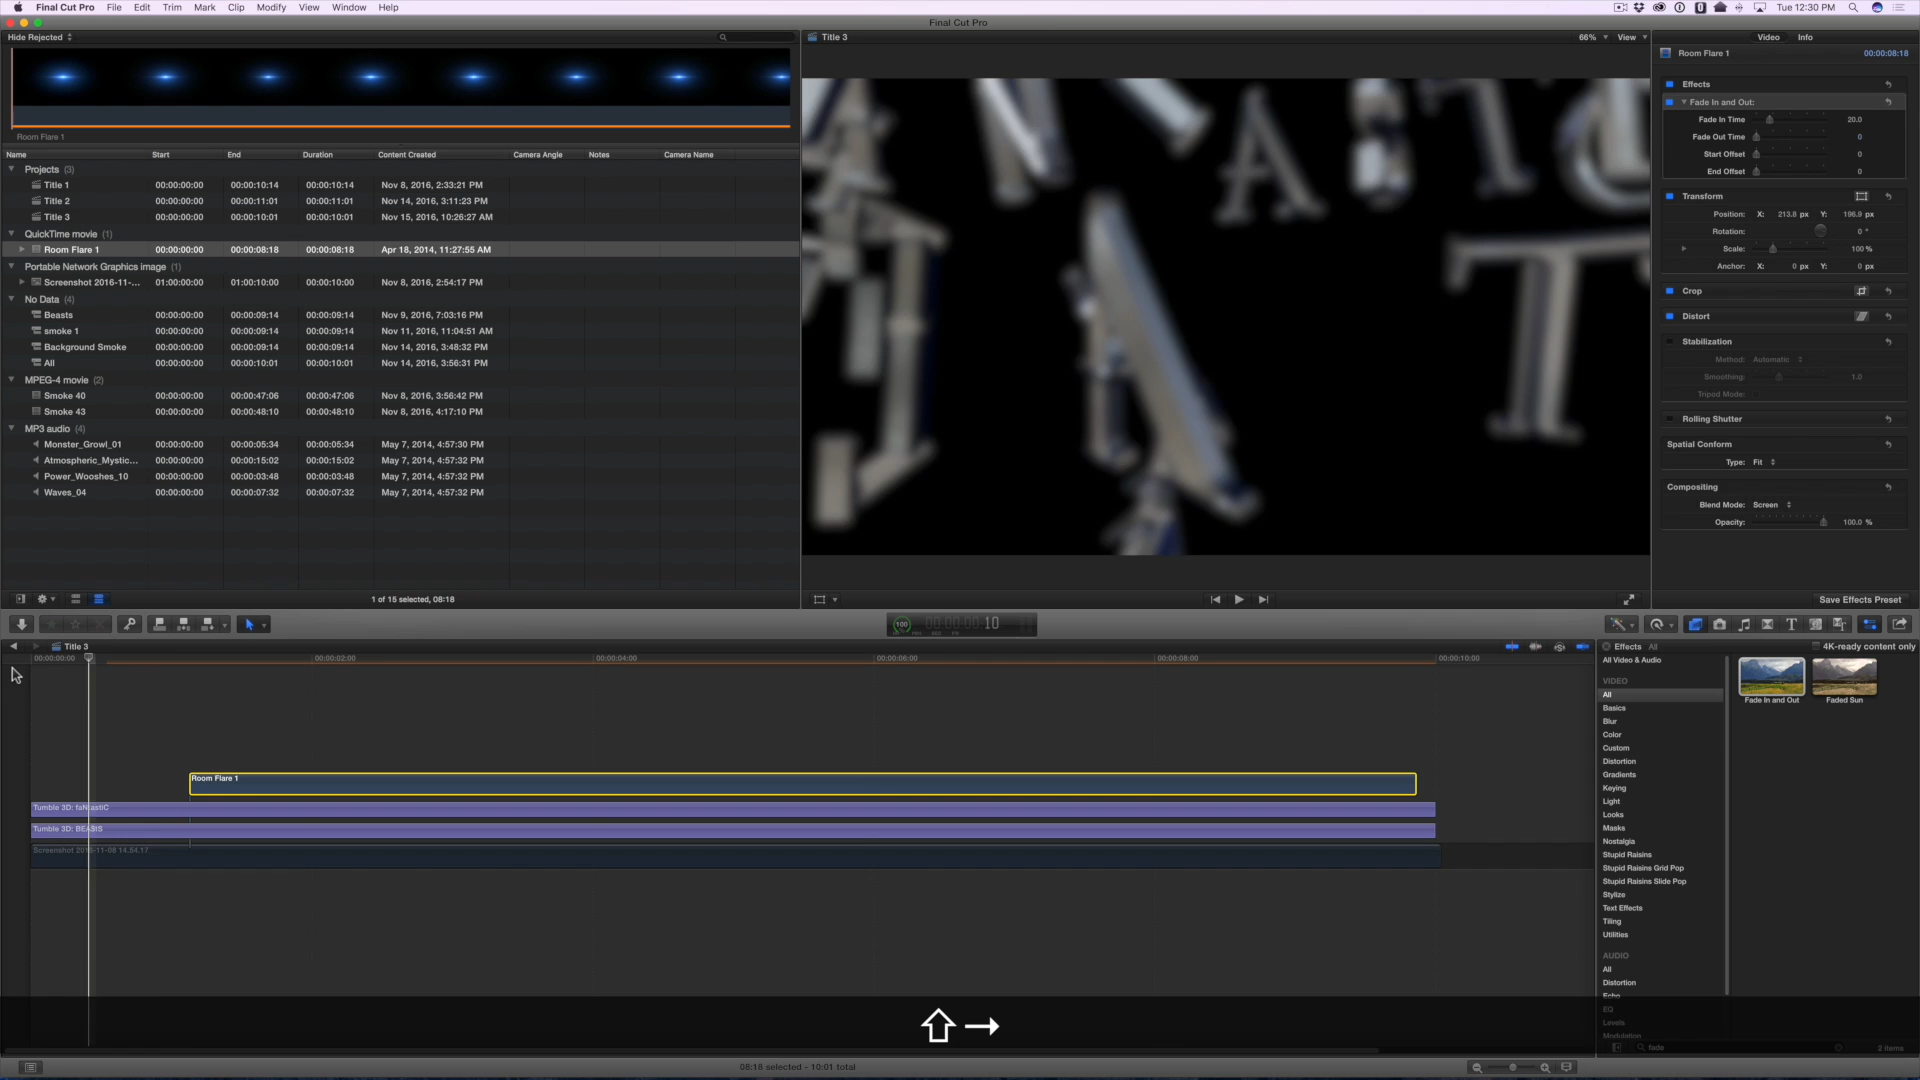 Final Cut Pro File Edit Trim Mark Clip Modify View Window Help Tue 12:30 PM
Final Cut Pro
Hide Rejected
Room Flare 1
Name Start End Duration Content Created Camera Angle Notes Camera Name
Projects (3)
Title 1 00:00:00:00 00:00:10:14 00:00:10:14 Nov 8, 2016, 2:33:21 PM
Title 2 00:00:00:00 00:00:11:01 00:00:11:01 Nov 14, 2016, 3:11:23 PM
Title 3 00:00:00:00 00:00:10:01 00:00:10:01 Nov 15, 2016, 10:26:27 AM
QuickTime movie (1)
Room Flare 1 00:00:00:00 00:00:08:18 00:00:08:18 Apr 18, 2014, 11:27:55 AM
Portable Network Graphics image (1)
Screenshot 2016-11-... 01:00:00:00 01:00:10:00 00:00:10:00 Nov 8, 2016, 2:54:17 PM
No Data (4)
Beasts 00:00:00:00 00:00:09:14 00:00:09:14 Nov 9, 2016, 7:03:16 PM
smoke 1 00:00:00:00 00:00:09:14 00:00:09:14 Nov 11, 2016, 11:04:51 AM
Background Smoke 00:00:00:00 00:00:09:14 00:00:09:14 Nov 14, 2016, 3:48:32 PM
All 00:00:00:00 00:00:10:01 00:00:10:01 Nov 14, 2016, 3:56:31 PM
MPEG-4 movie (2)
Smoke 40 00:00:00:00 00:00:47:06 00:00:47:06 Nov 8, 2016, 3:56:42 PM
Smoke 43 00:00:00:00 00:00:48:10 00:00:48:10 Nov 8, 2016, 4:17:10 PM
MP3 audio (4)
Monster_Growl_01 00:00:00:00 00:00:05:34 00:00:05:34 May 7, 2014, 4:57:30 PM
Atmospheric_Mystic... 00:00:00:00 00:00:15:02 00:00:15:02 May 7, 2014, 4:57:32 PM
Power_Wooshes_10 00:00:00:00 00:00:03:48 00:00:03:48 May 7, 2014, 4:57:32 PM
Waves_04 00:00:00:00 00:00:07:32 00:00:07:32 May 7, 2014, 4:57:32 PM
1 of 15 selected, 08:18
Title 3 66% View
A T
Video Info
Room Flare 1 00:00:08:18
Effects
Fade In and Out:
Fade In Time 20.0
Fade Out Time 0
Start Offset 0
End Offset 0
Transform
Position: X: 213.8 px Y: 196.9 px
Rotation: 0 °
Scale: 100 %
Anchor: X: 0 px Y: 0 px
Crop
Distort
Stabilization
Method: Automatic
Smoothing: 1.0
Tripod Mode:
Rolling Shutter
Spatial Conform
Type: Fit
Compositing
Blend Mode: Screen
Opacity: 100.0 %
Save Effects Preset
100 00:00:00:10
Title 3
00:00:00:00 00:00:02:00 00:00:04:00 00:00:06:00 00:00:08:00 00:00:10:00
Room Flare 1
Tumble 3D: faNtastiC
Tumble 3D: BEAStS
Screenshot 2016-11-08 14.54.17
Effects All 4K-ready content only
All Video & Audio
VIDEO
All
Basics
Blur
Color
Custom
Distortion
Gradients
Keying
Light
Looks
Masks
Nostalgia
Stupid Raisins
Stupid Raisins Grid Pop
Stupid Raisins Slide Pop
Stylize
Text Effects
Tiling
Utilities
AUDIO
All
Distortion
Echo
EQ
Levels
Modulation
Fade In and Out Faded Sun
fade 2 items
⇧ →
08:18 selected - 10:01 total